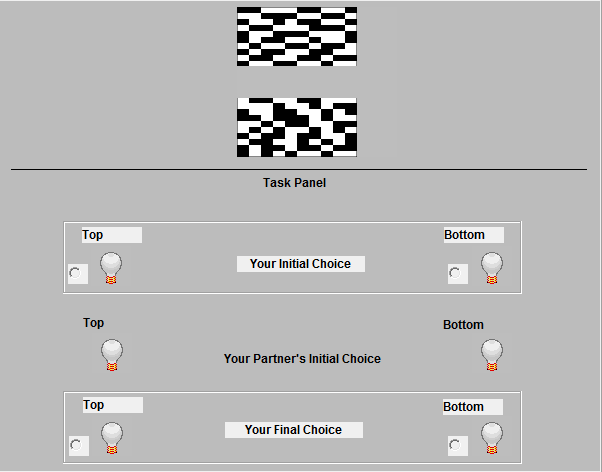 Task Panel
Top
Bottom
Your Initial Choice
Top
Bottom
Your Partner's Initial Choice
Top
Bottom
Your Final Choice